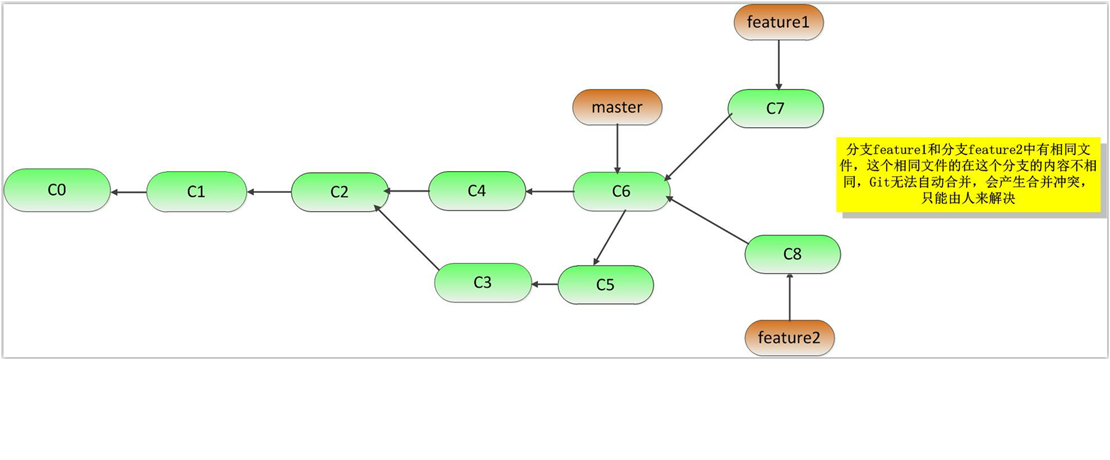 feature1
master
C7
分支feature1和分支feature2中有相同文
件，这个相同文件的在这个分支的内容不相
同，Git无法自动合并，会产生合并冲突，
只能由人来解决
C0
C1
C2
C4
C6
C8
C3
C5
feature2